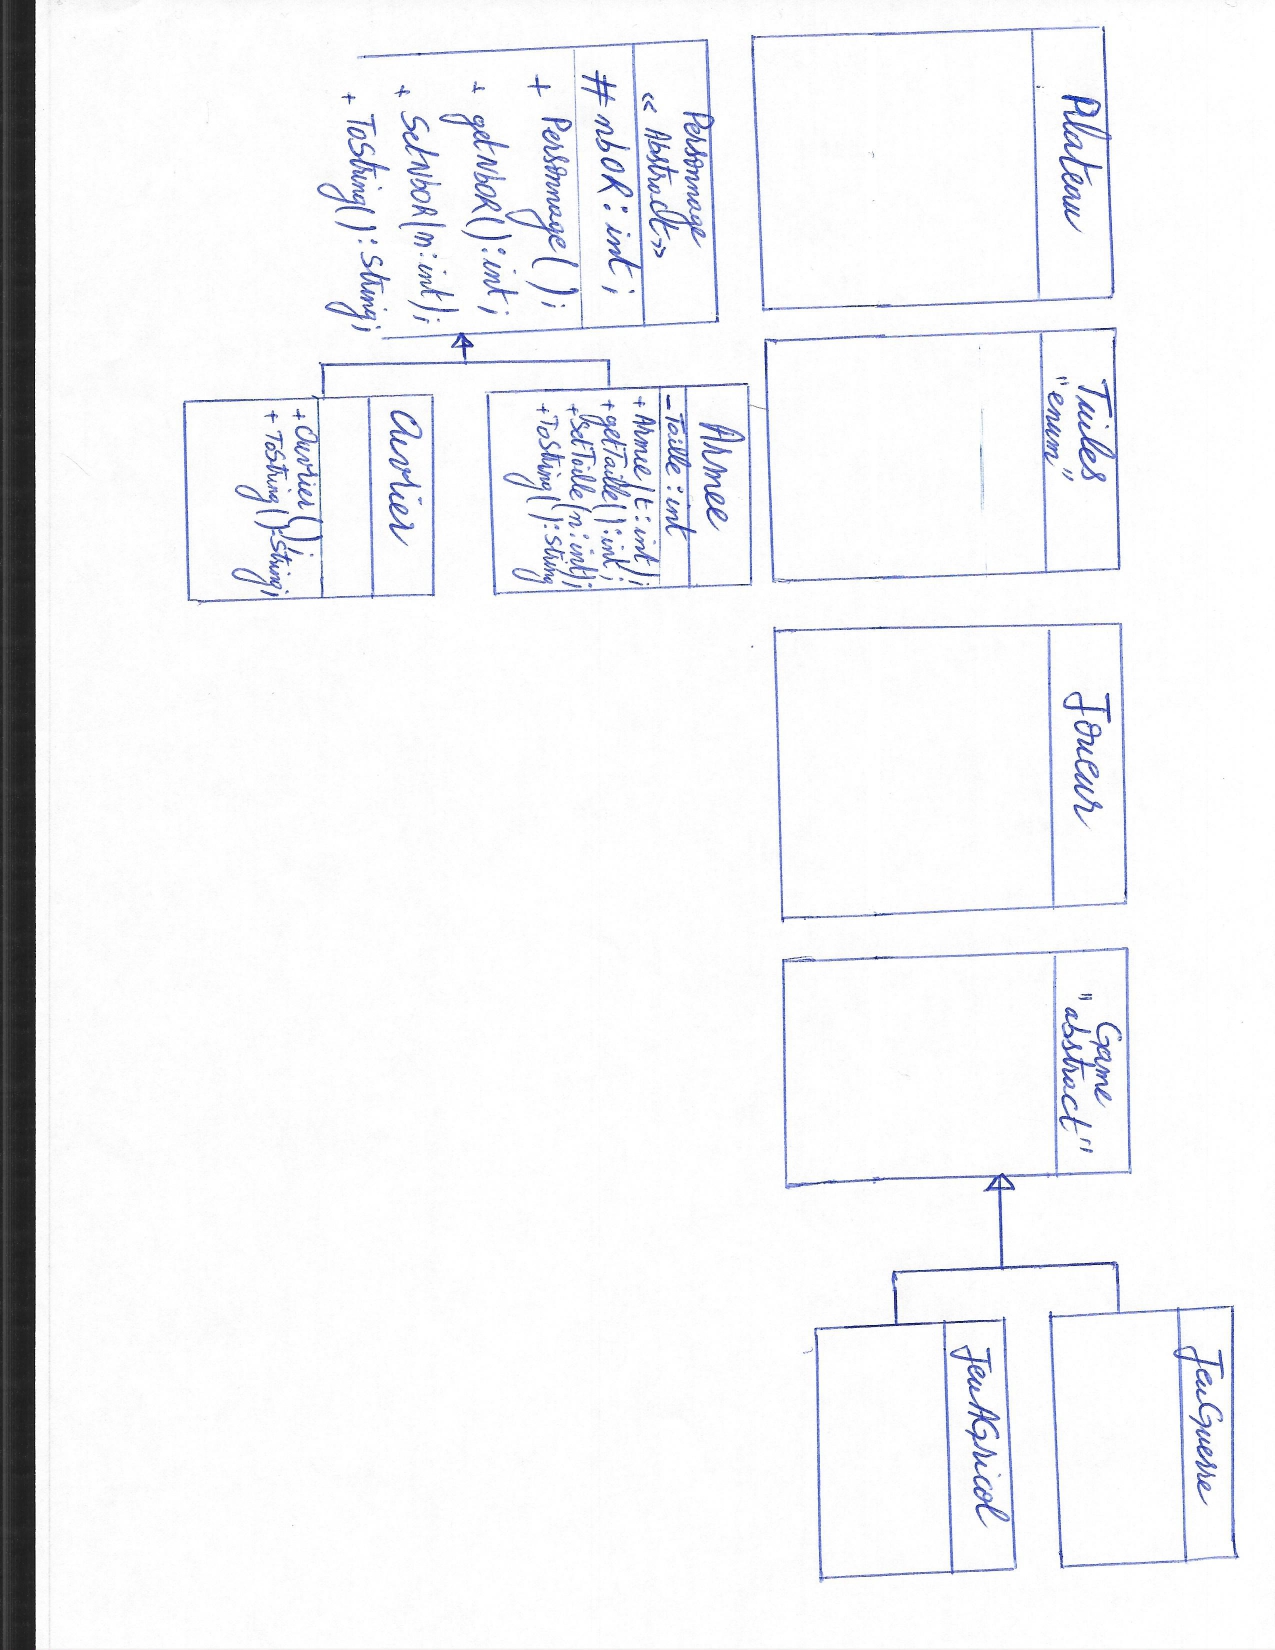 Plateau
Tuiles
"enum"
Joueur
Game
"abstract"
JeuGuerre
JeuAGricol
Personnage
« Abstract »
# nbOR : int ;
+ Personnage ( ) ;
+ getNbOR ( ) : int ;
+ SetNbOR (n : int) ;
+ ToString ( ) : string ;
Armee
- Taille : int
+ Armee ( t : int ) ;
+ getTaille ( ) : int ;
+ SetTaille (n : int) ;
+ ToString ( ) : string
Ouvrier
+ Ouvrier ( ) ;
+ ToString ( ) : string ;